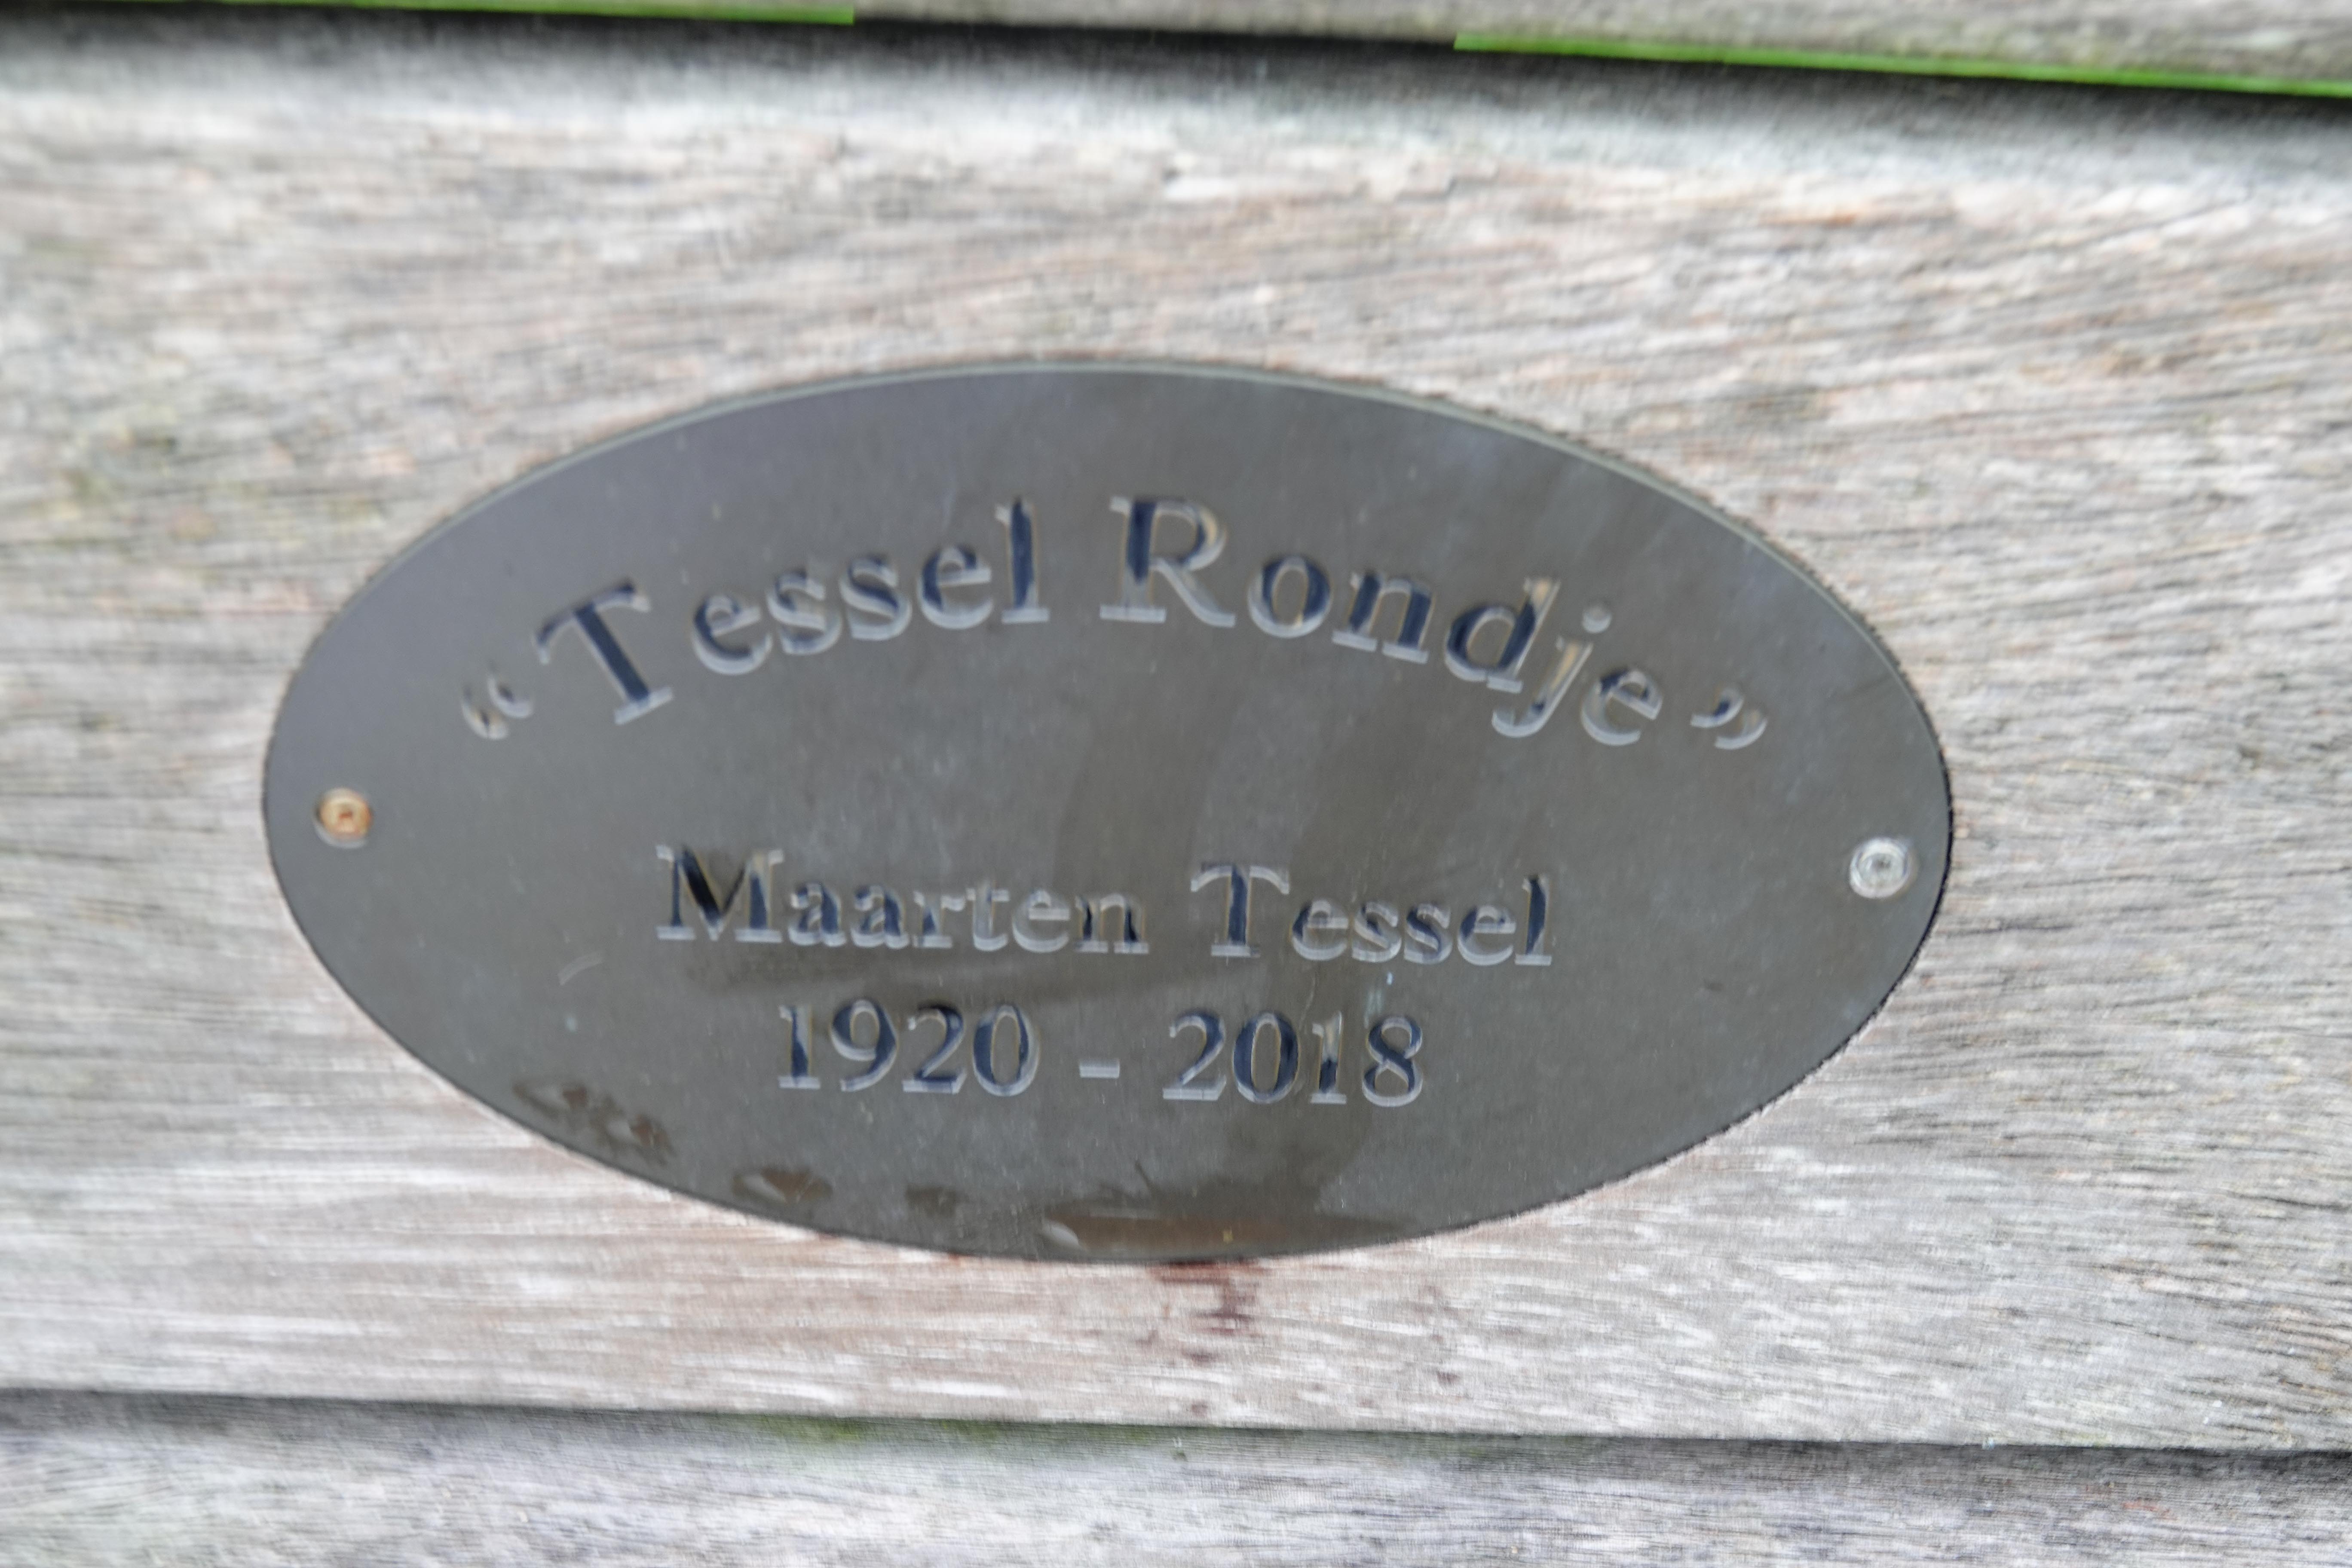 “Tessel Rondje”
Maarten Tessel
1920 - 2018